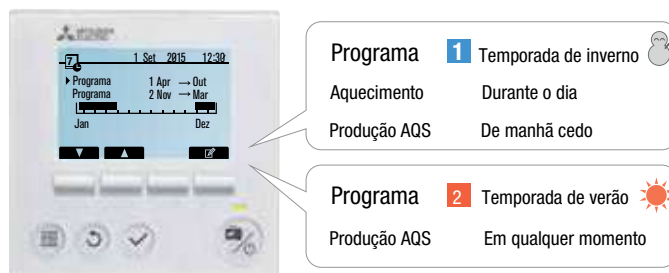 7
1 Set 2015 12:30
Programa 1 Apr → Out
Programa 2 Nov → Mar
Jan Dez
Programa 1 Temporada de inverno
Aquecimento Durante o dia
Produção AQS De manhã cedo
Programa 2 Temporada de verão
Produção AQS Em qualquer momento